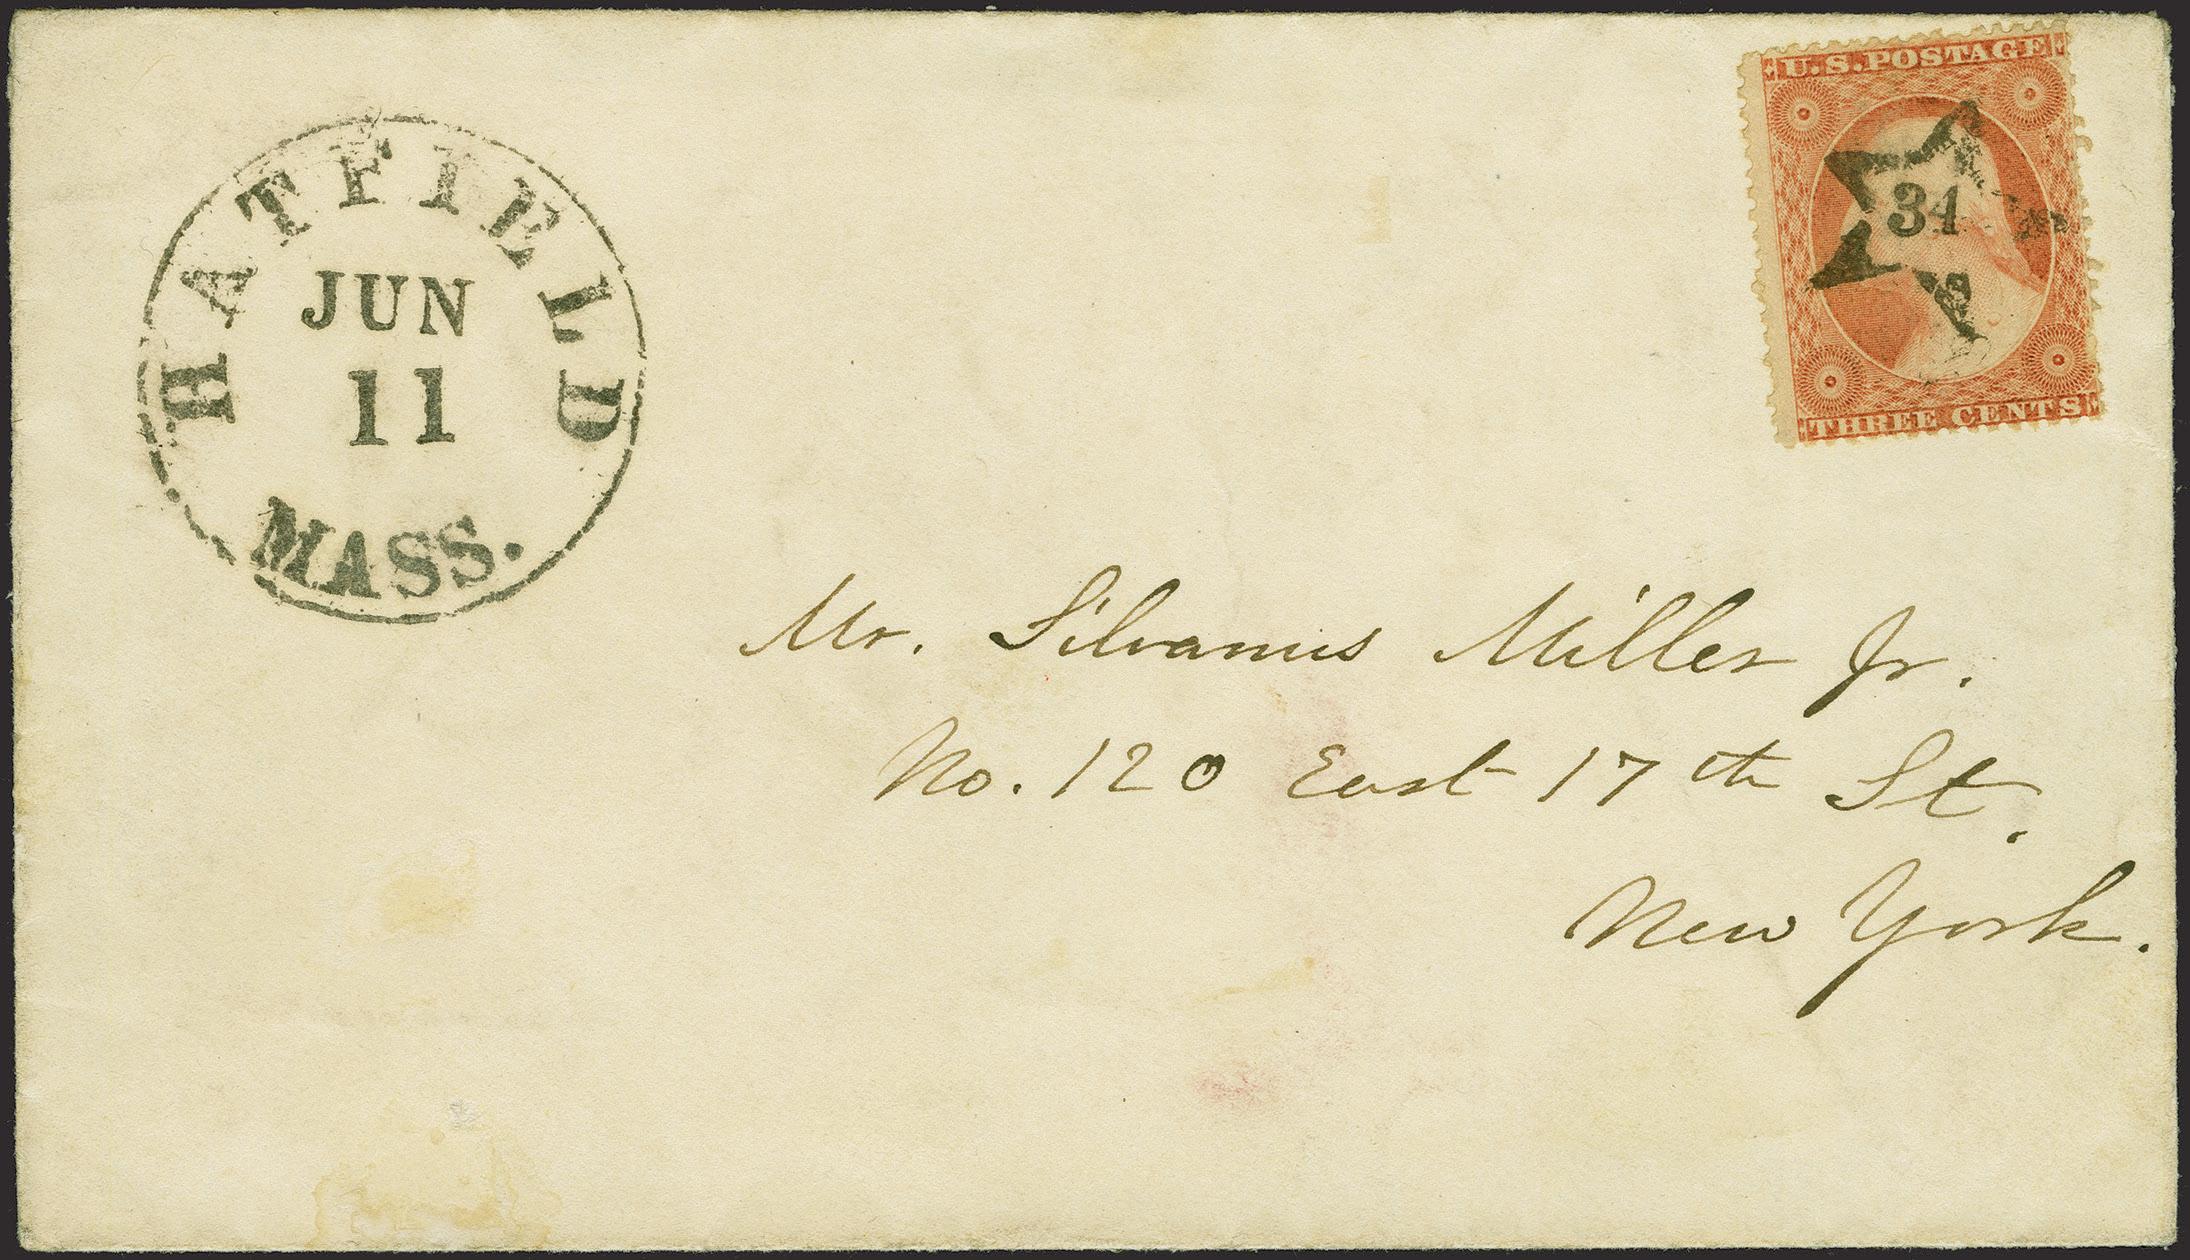 HATFIELD
JUN
11
MASS.
U.S. POSTAGE
34
THREE CENTS
Mr. Silvanus Miller Jr.
No. 120 East 17th St.
New York.